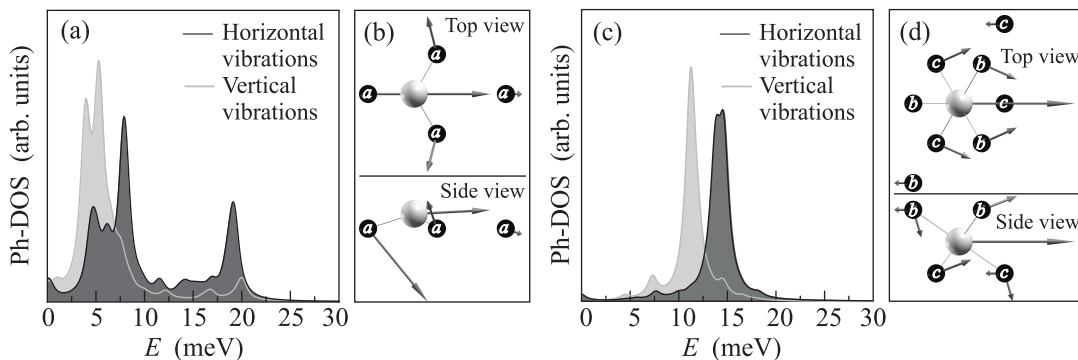 (a)
Horizontal
vibrations
Vertical
vibrations
Ph-DOS (arb. units)
0 5 10 15 20 25 30
E (meV)
(b)
Top view
a
a
a
a
Side view
a
a
a
(c)
Horizontal
vibrations
Vertical
vibrations
Ph-DOS (arb. units)
0 5 10 15 20 25 30
E (meV)
(d)
c
Top view
c
b
b
c
c
b
b
Side view
b
b
c
c